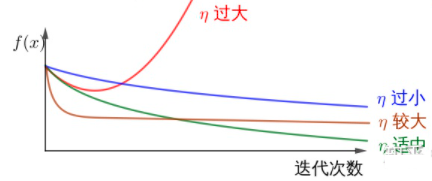 η 过大
f(x)
η 过小
η 较大
η 适中
迭代次数